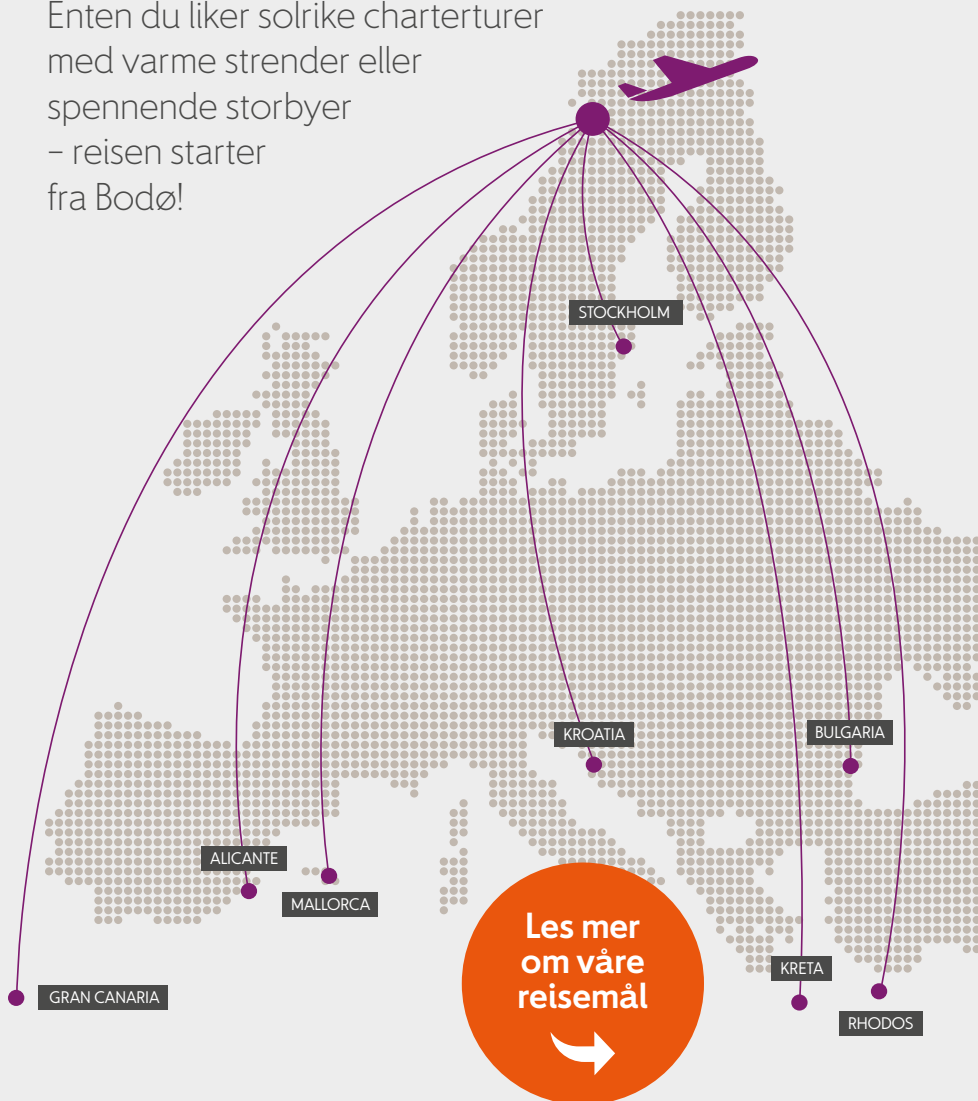 Enten du liker solrike charterturer
med varme strender eller
spennende storbyer
– reisen starter
fra Bodø!
STOCKHOLM
KROATIA
BULGARIA
ALICANTE
MALLORCA
Les mer
om våre
reisemål
KRETA
GRAN CANARIA
RHODOS